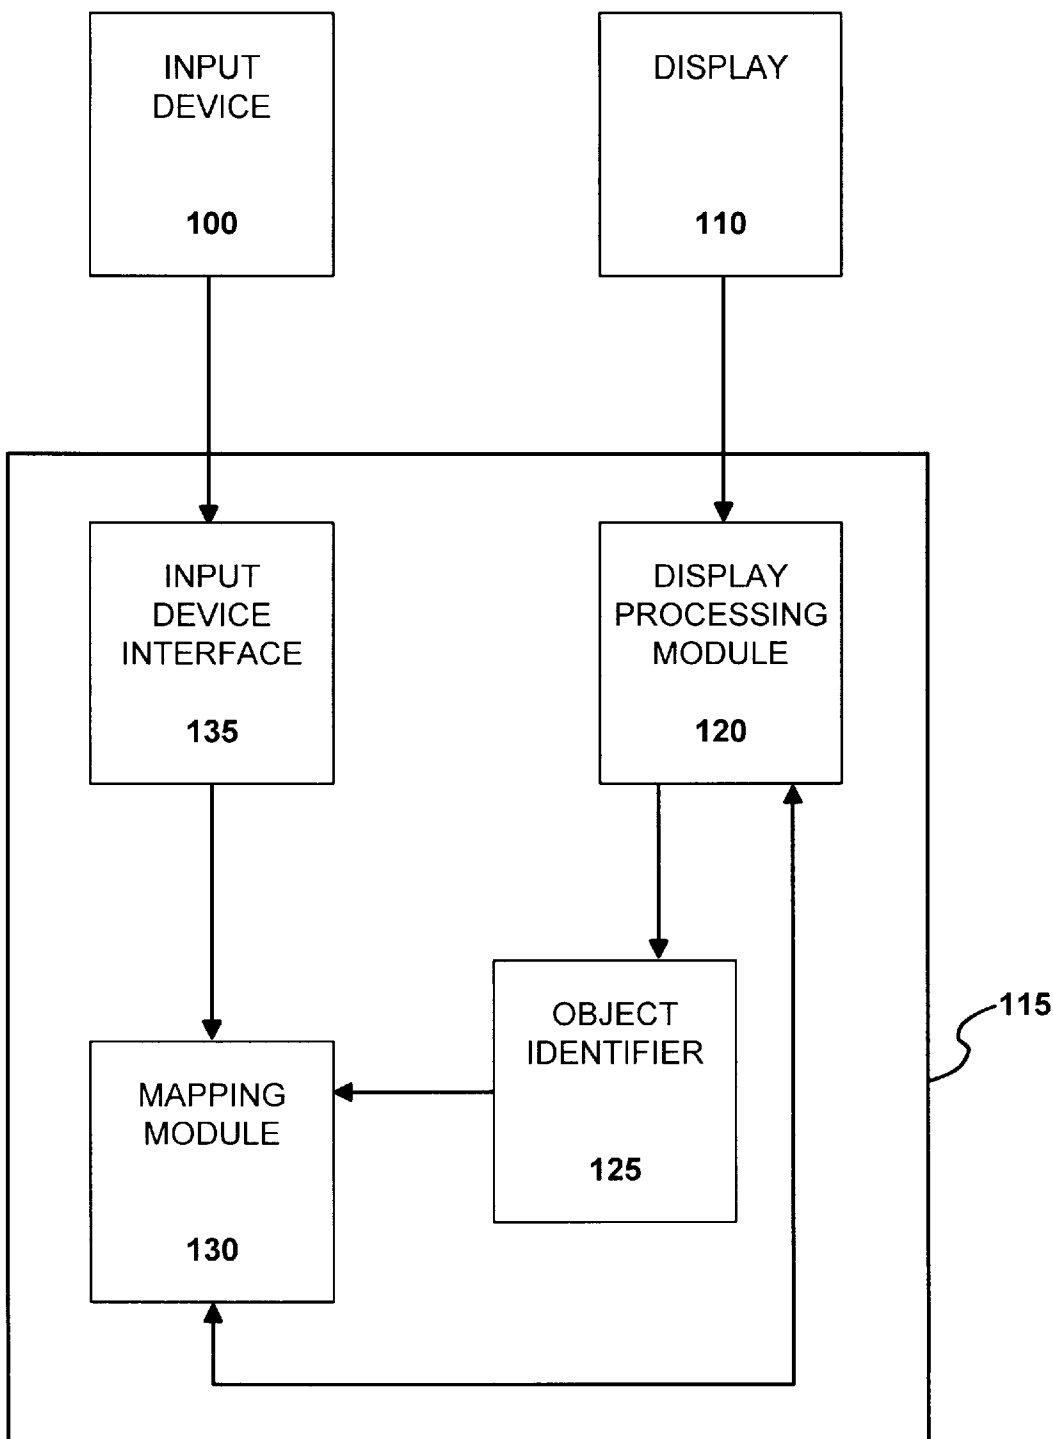 INPUT
DEVICE
100
DISPLAY
110
INPUT
DEVICE
INTERFACE
135
DISPLAY
PROCESSING
MODULE
120
OBJECT
IDENTIFIER
125
115
MAPPING
MODULE
130